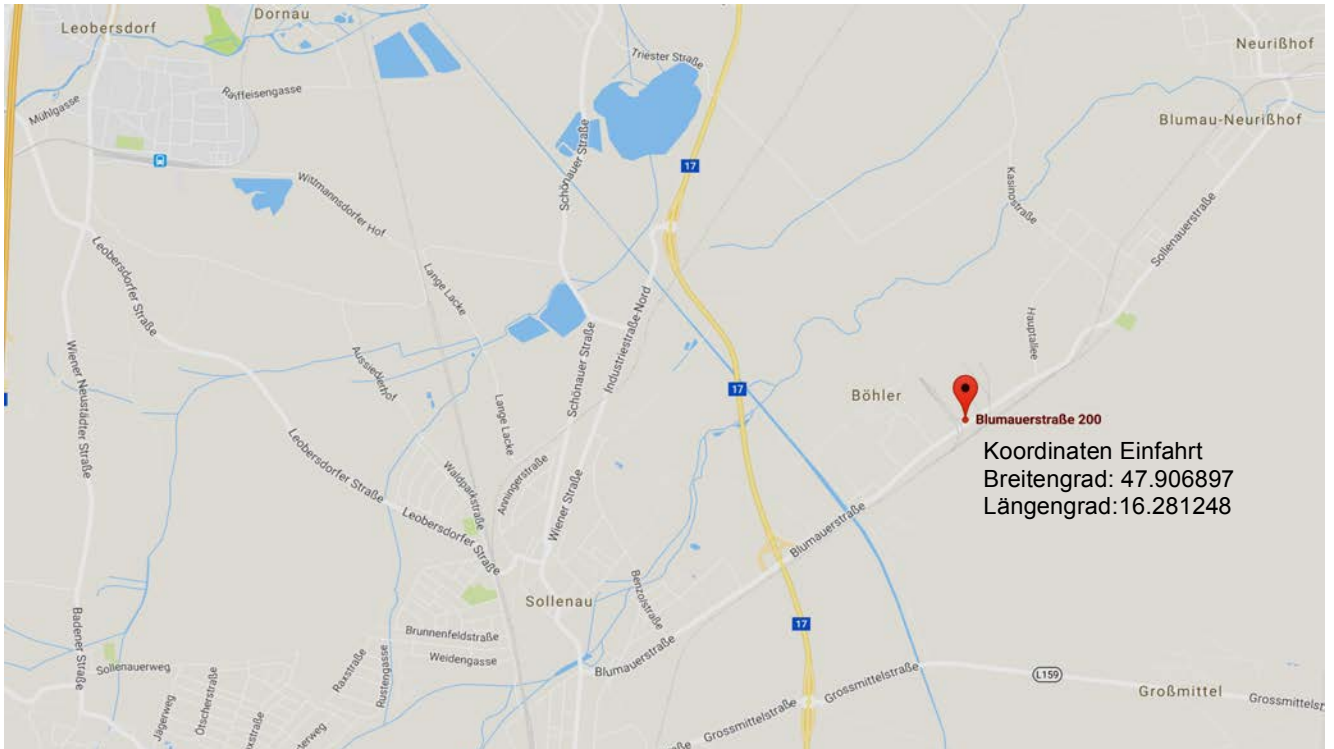 Leobersdorf
Dornau
Neurißhof
Triester Straße
Raiffeisengasse
Mühlgasse
Blumau-Neurißhof
Schönauer Straße
17
Wittmannsdorfer Hof
Kasinostraße
Sollenauerstraße
Leobersdorfer Straße
Lange Lacke
Industriestraße-Nord
Hauptallee
Wiener Neustädter Straße
Aussiedlerhof
Schönauer Straße
17
Böhler
Blumauerstraße 200
Koordinaten Einfahrt
Breitengrad: 47.906897
Längengrad:16.281248
Lange Lacke
Leobersdorfer Straße
Waldparkstraße
Anningerstraße
Wiener Straße
Leobersdorfer Straße
Blumauerstraße
Sollenau
Benzolstraße
Badener Straße
Brunnenfeldstraße
Weidengasse
17
Blumauerstraße
Sollenauerweg
Raxstraße
Rustengasse
Grossmittelstraße
L159
Großmittel
Grossmittelst
Jägerweg
Ötscherstraße
Grossmittelstraße